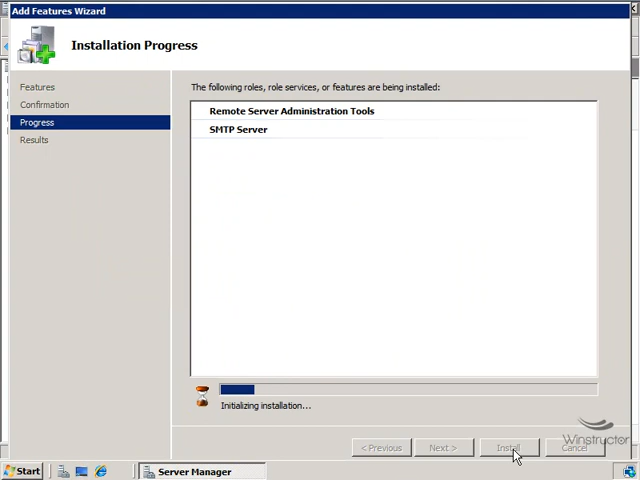 Add Features Wizard
Installation Progress
Features
Confirmation
Progress
Results
The following roles, role services, or features are being installed:
Remote Server Administration Tools
SMTP Server
Initializing installation...
< Previous
Next >
Install
Cancel
Winstructor
Start
Server Manager